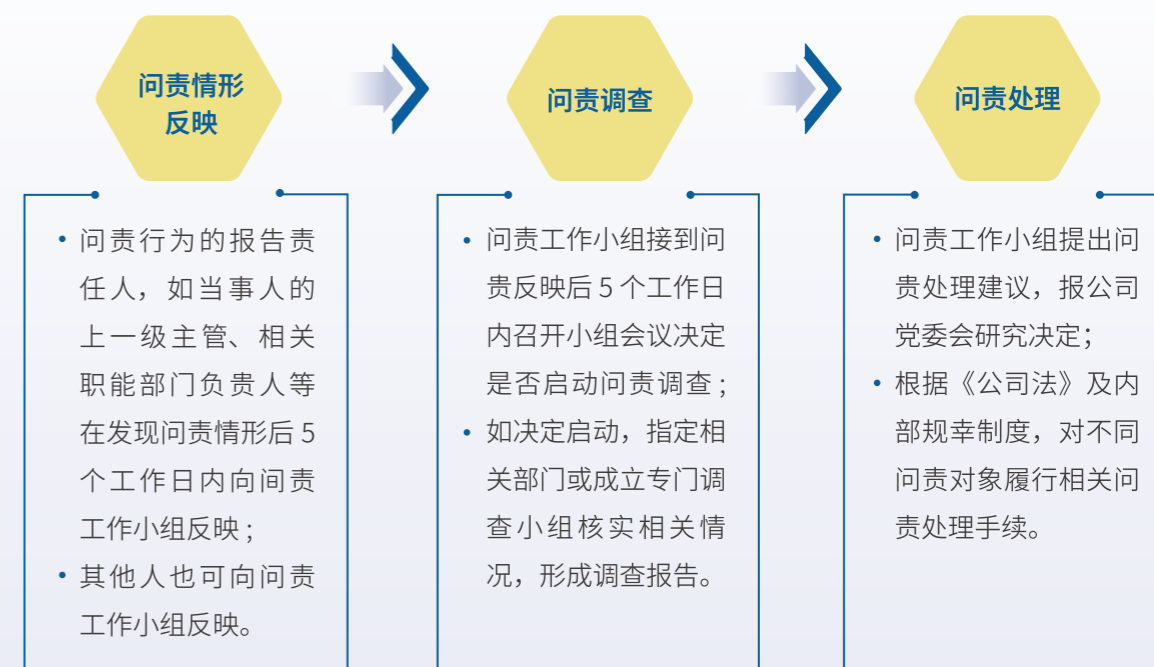 问责情形
反映
问责调查
问责处理
• 问责行为的报告责
任人，如当事人的
上一级主管、相关
职能部门负贵人等
在发现问责情形后 5
个工作日内向间责
工作小组反映；
• 其他人也可向问责
工作小组反映。
• 问责工作小组接到问
贵反映后 5 个工作日
内召开小组会议决定
是否启动问责调查；
• 如决定启动，指定相
关部门或成立专门调
查小组核实相关情
况，形成调查报告。
• 问责工作小组提出问
贵处理建议，报公司
党委会研究决定；
• 根据《公司法》及内
部规幸制度，对不同
问责对象履行相关问
责处理手续。